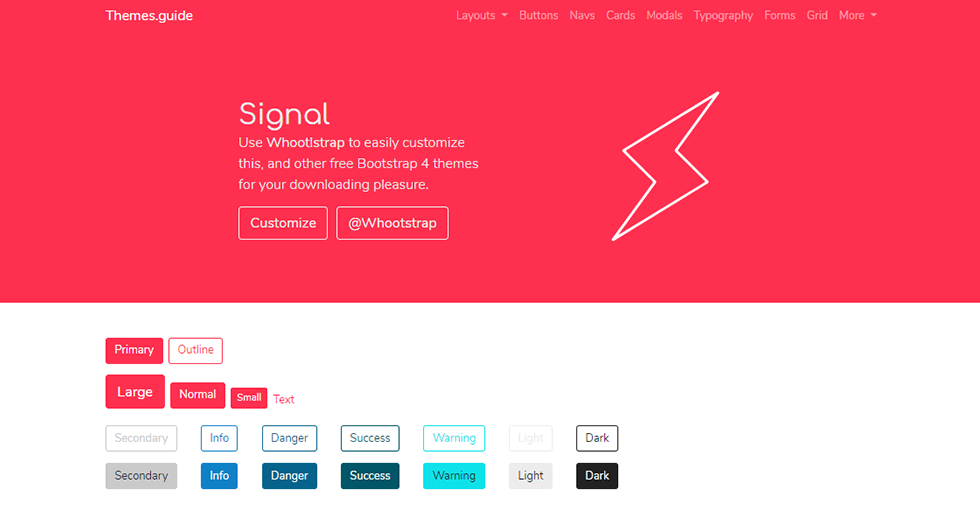 Themes.guide Layouts Buttons Navs Cards Modals Typography Forms Grid More
Signal
Use Whoot!strap to easily customize
this, and other free Bootstrap 4 themes
for your downloading pleasure.
Customize @Whootstrap
Primary Outline
Large Normal Small Text
Secondary Info Danger Success Warning Light Dark
Secondary Info Danger Success Warning Light Dark